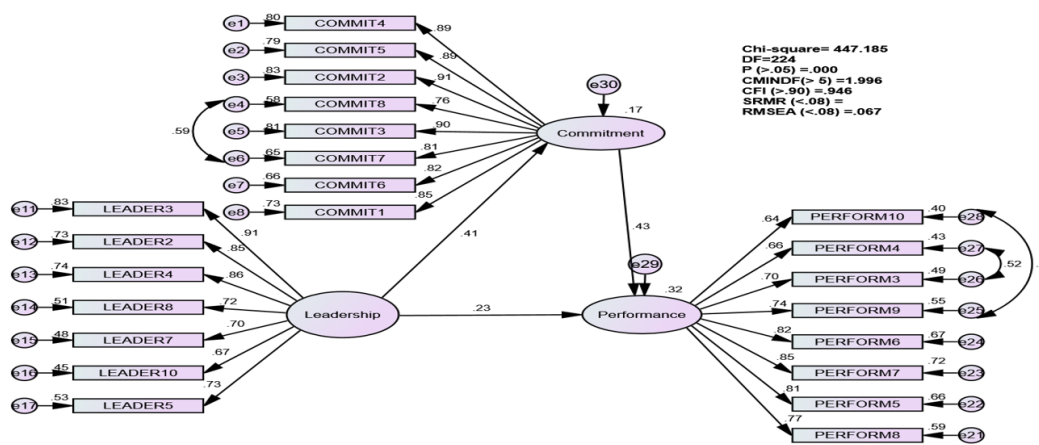 e1 .80 COMMIT4 .89
e2 .79 COMMIT5 .89
e3 .83 COMMIT2 .91
e4 .58 COMMIT8 .76
e5 .81 COMMIT3 .90
.59
e6 .65 COMMIT7 .81
e7 .66 COMMIT6 .82
e8 .73 COMMIT1 .85
e30
.17
Commitment
Chi-square= 447.185
DF=224
P (>.05) =.000
CMINDF(> 5) =1.996
CFI (>.90) =.946
SRMR (<.08) =
RMSEA (<.08) =.067
e11 .83 LEADER3 .91
e12 .73 LEADER2 .85
e13 .74 LEADER4 .86
e14 .51 LEADER8 .72
e15 .48 LEADER7 .70
e16 .45 LEADER10 .67
e17 .53 LEADER5 .73
Leadership
.41
.43
.23
e29
.32
Performance
.64 PERFORM10 .40 e28
.66 PERFORM4 .43 e27
.70 PERFORM3 .49 e26
.52
.74 PERFORM9 .55 e25
.82 PERFORM6 .67 e24
.85 PERFORM7 .72 e23
.81 PERFORM5 .66 e22
.77 PERFORM8 .59 e21